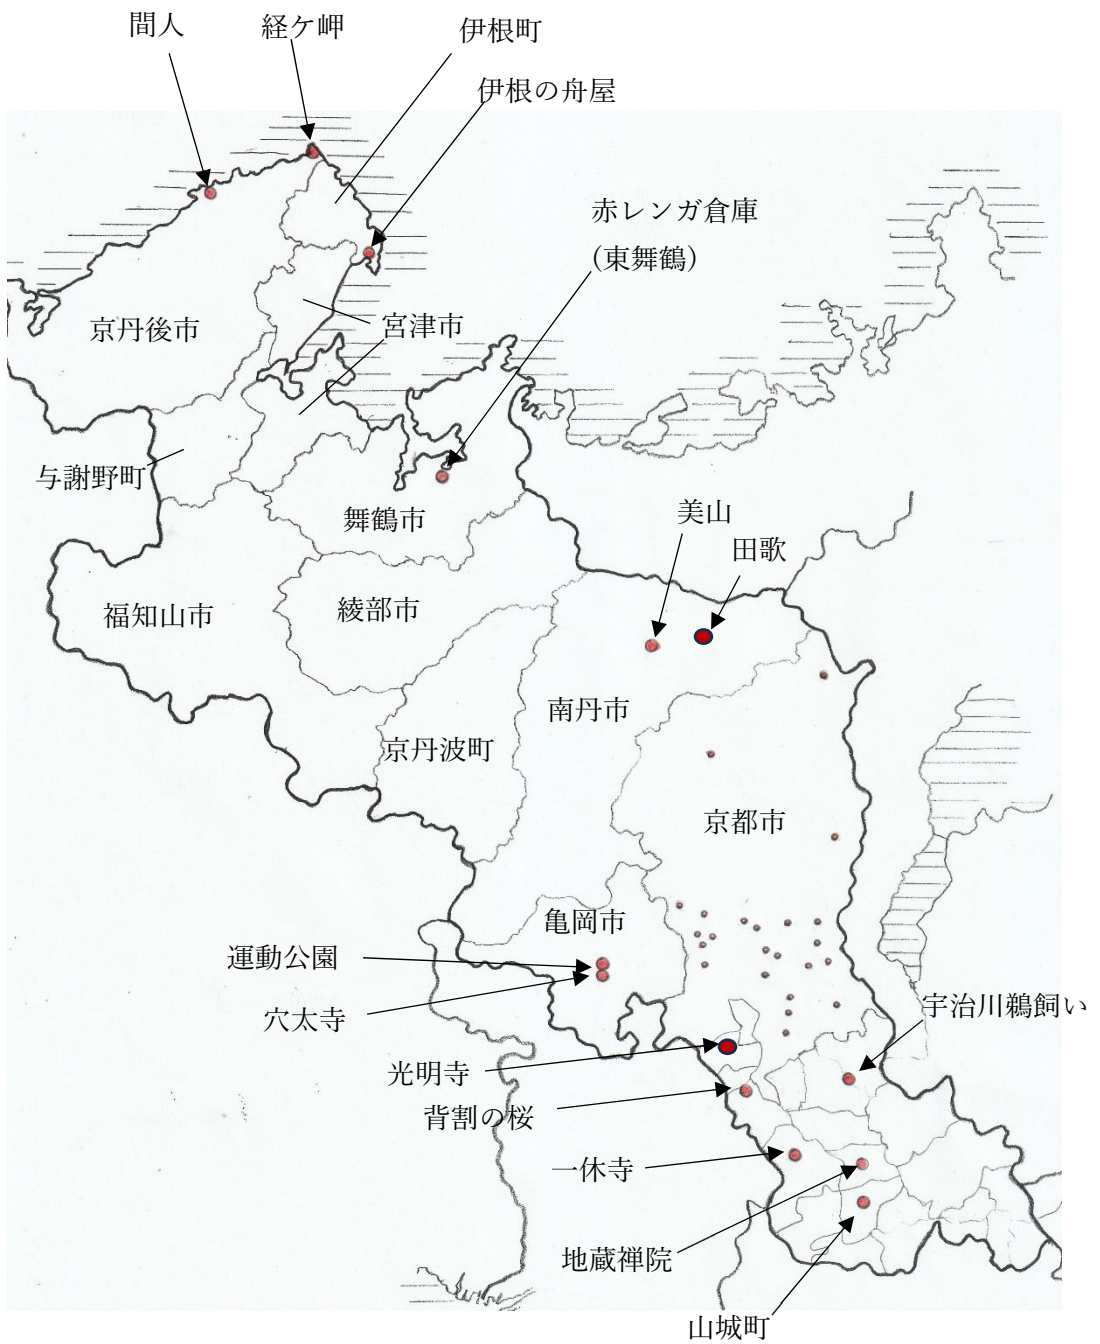 間人
経ケ岬
伊根町
伊根の舟屋
赤レンガ倉庫
(東舞鶴)
京丹後市
宮津市
与謝野町
舞鶴市
美山
田歌
福知山市
綾部市
南丹市
京丹波町
京都市
亀岡市
運動公園
穴太寺
宇治川鵜飼い
光明寺
背割の桜
一休寺
地蔵禅院
山城町